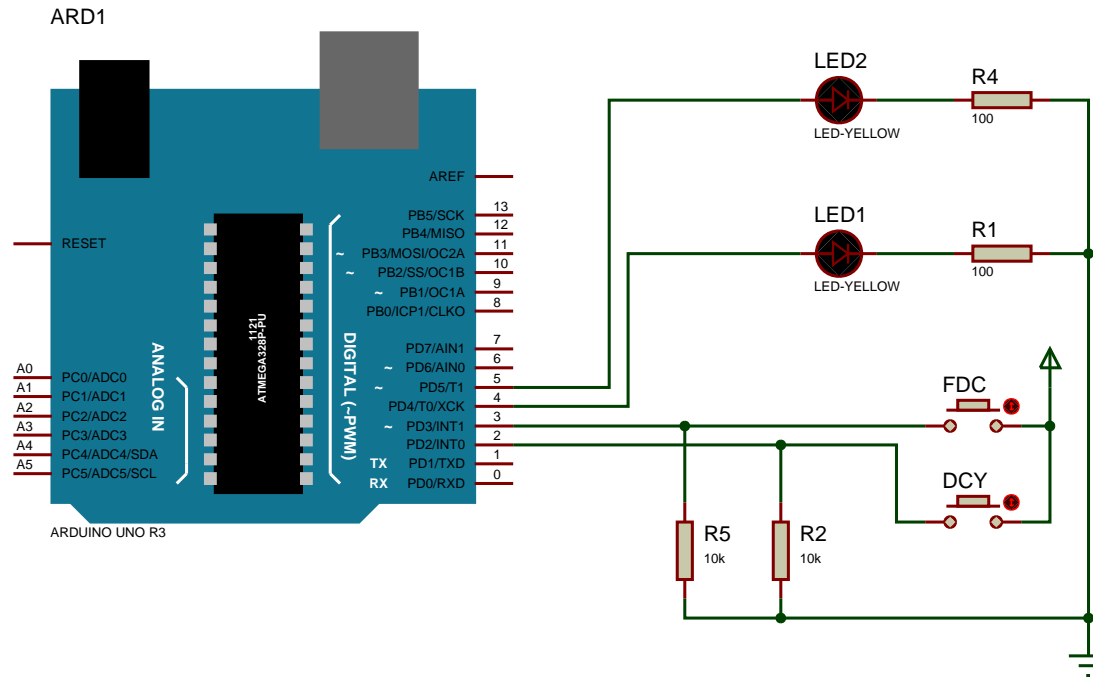 ARD1
AREF
RESET
PB5/SCK 13
PB4/MISO 12
~ PB3/MOSI/OC2A 11
~ PB2/SS/OC1B 10
~ PB1/OC1A 9
PB0/ICP1/CLKO 8
PD7/AIN1 7
~ PD6/AIN0 6
~ PD5/T1 5
PD4/T0/XCK 4
~ PD3/INT1 3
PD2/INT0 2
TX PD1/TXD 1
RX PD0/RXD 0
DIGITAL (~PWM)
1121
ATMEGA328P-PU
ANALOG IN
A0 PC0/ADC0
A1 PC1/ADC1
A2 PC2/ADC2
A3 PC3/ADC3
A4 PC4/ADC4/SDA
A5 PC5/ADC5/SCL
ARDUINO UNO R3
LED2
LED-YELLOW
R4
100
LED1
LED-YELLOW
R1
100
FDC
DCY
R5
10k
R2
10k